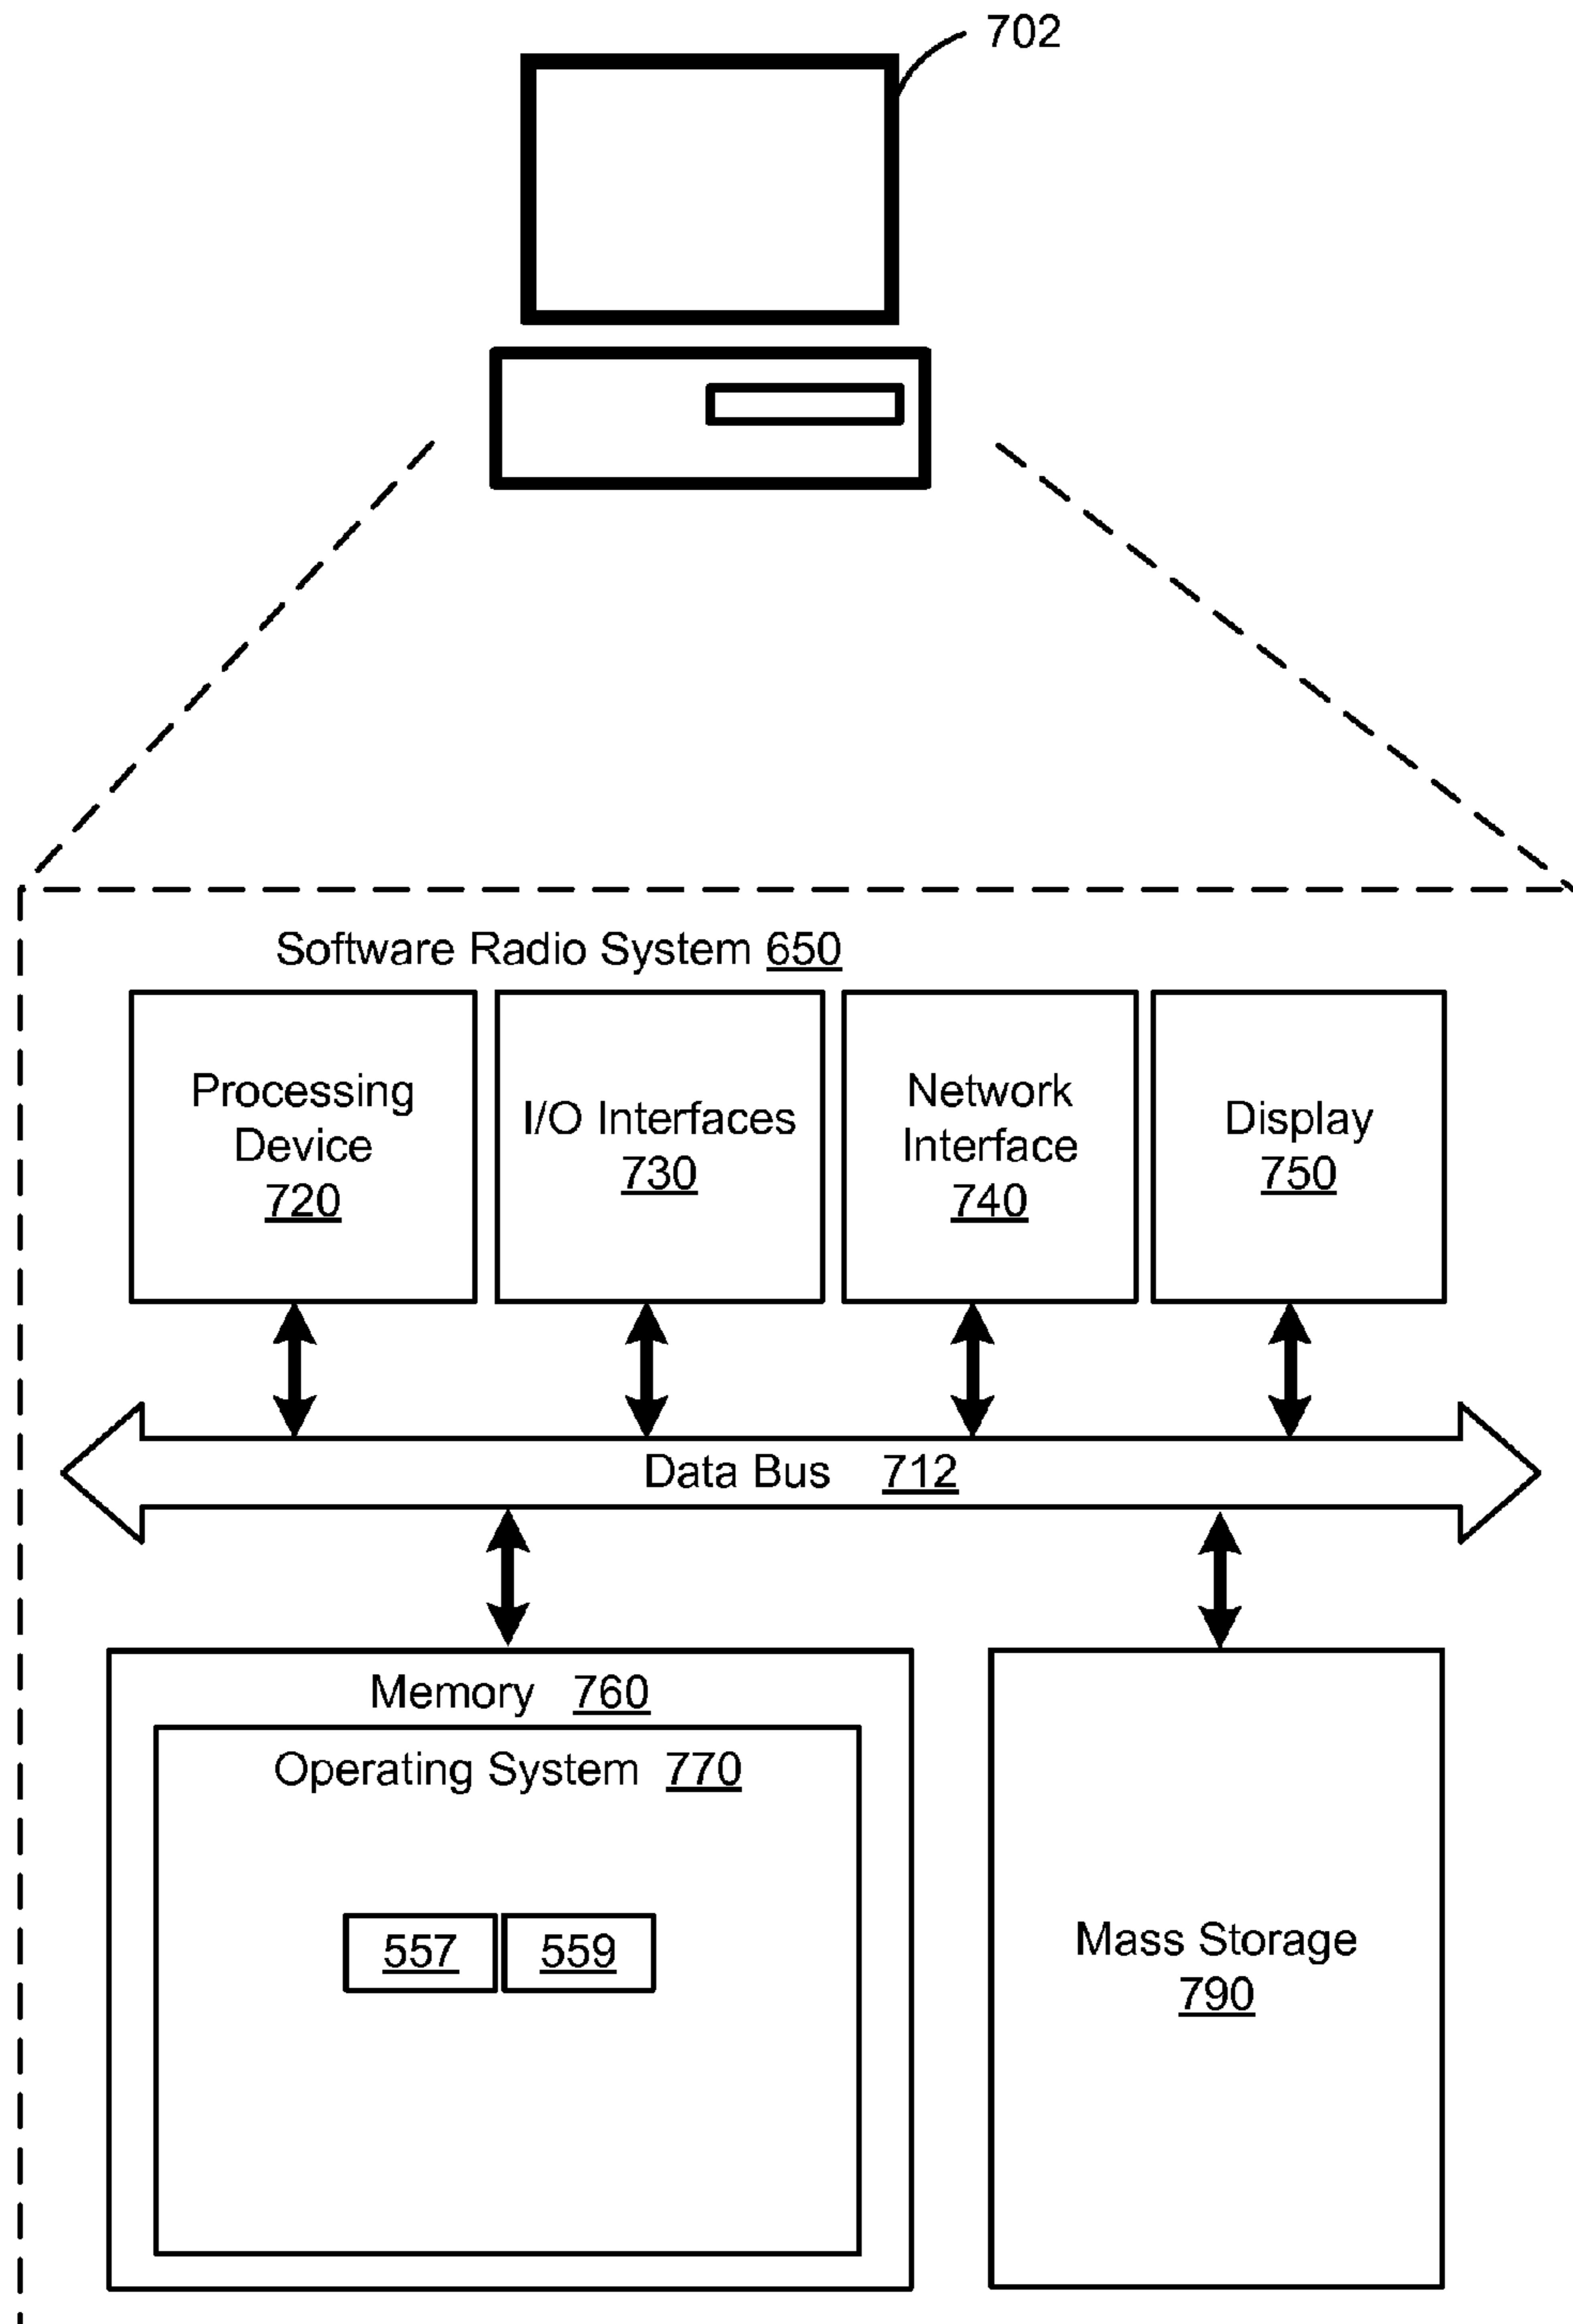 702
Software Radio System 650
Processing
Device
720
I/O Interfaces
730
Network
Interface
740
Display
750
Data Bus 712
Memory 760
Operating System 770
557
559
Mass Storage
790